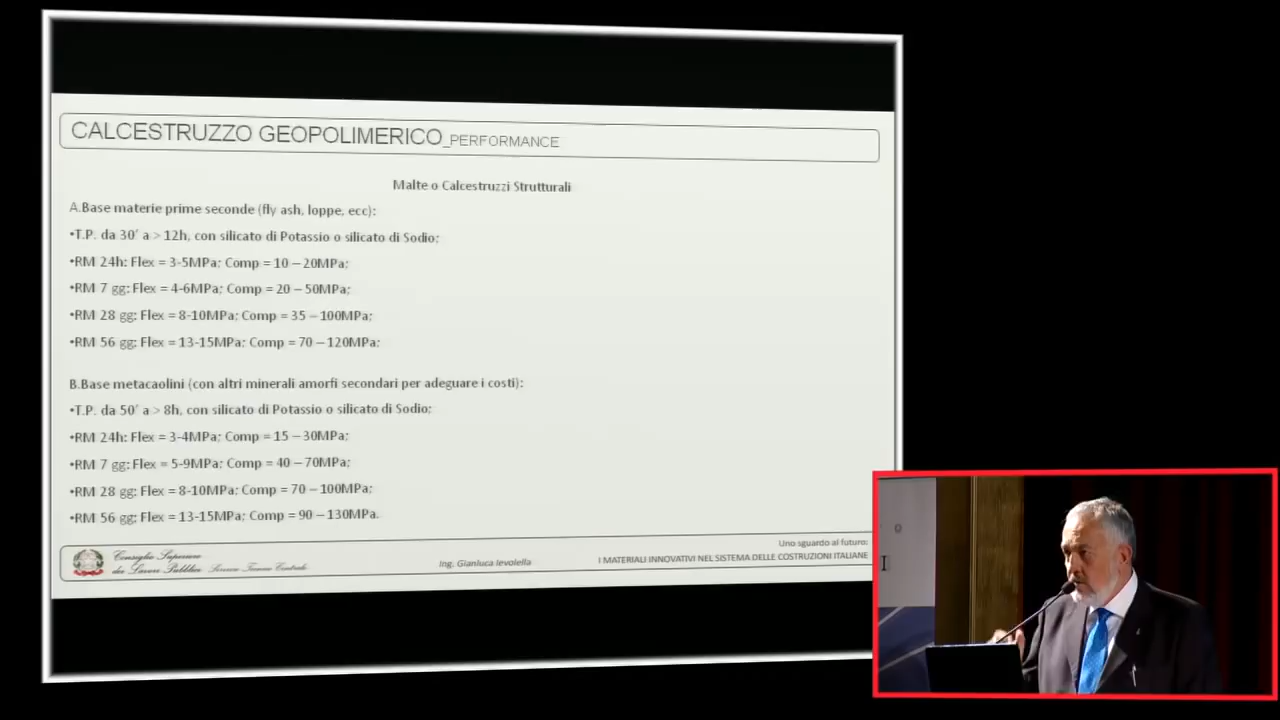 CALCESTRUZZO GEOPOLIMERICO_PERFORMANCE
Malte o Calcestruzzi Strutturali
A.Base materie prime seconde (fly ash, loppe, ecc):
•T.P. da 30’ a > 12h, con silicato di Potassio o silicato di Sodio;
•RM 24h: Flex = 3-5MPa; Comp = 10 – 20MPa;
•RM 7 gg: Flex = 4-6MPa; Comp = 20 – 50MPa;
•RM 28 gg: Flex = 8-10MPa; Comp = 35 – 100MPa;
•RM 56 gg: Flex = 13-15MPa; Comp = 70 – 120MPa;
B.Base metacaolini (con altri minerali amorfi secondari per adeguare i costi):
•T.P. da 50’ a > 8h, con silicato di Potassio o silicato di Sodio;
•RM 24h: Flex = 3-4MPa; Comp = 15 – 30MPa;
•RM 7 gg: Flex = 5-9MPa; Comp = 40 – 70MPa;
•RM 28 gg: Flex = 8-10MPa; Comp = 70 – 100MPa;
•RM 56 gg: Flex = 13-15MPa; Comp = 90 – 130MPa.
Consiglio Superiore
dei Lavori Pubblici Servizio Tecnico Centrale
Ing. Gianluca Ievolella
Uno sguardo al futuro:
I MATERIALI INNOVATIVI NEL SISTEMA DELLE COSTRUZIONI ITALIANE
O
I